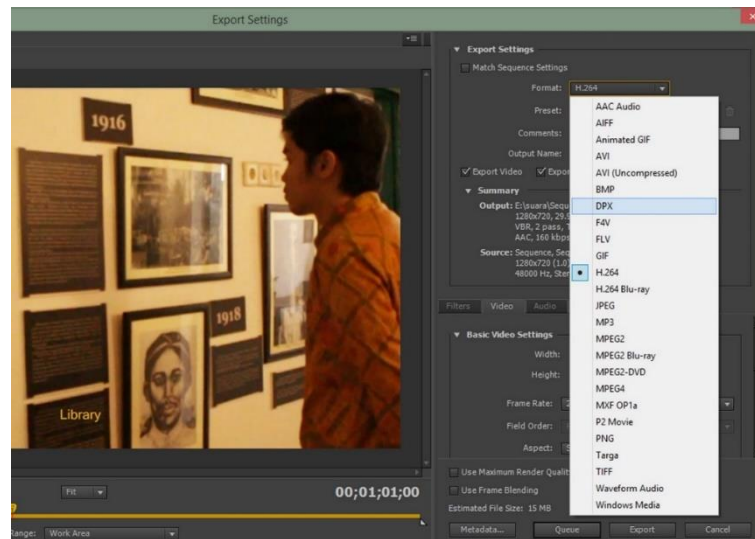 Export Settings
1916
1918
Library
Fit
00;01;01;00
Range: Work Area
Export Settings
Match Sequence Settings
Format: H.264
Preset:
Comments:
Output Name:
Export Video
Summary
Output: E:\suara\Sequ
1280x720, 29.9
VBR, 2 pass, T
AAC, 160 kbps
Source: Sequence, Seq
1280x720 (1.0)
48000 Hz, Ster
Filters Video Audio
Basic Video Settings
Width:
Height:
Frame Rate:
Field Order:
Aspect:
Use Maximum Render Qualit
Use Frame Blending
Estimated File Size: 15 MB
Metadata... Queue Export Cancel
AAC Audio
AIFF
Animated GIF
AVI
AVI (Uncompressed)
BMP
DPX
F4V
FLV
GIF
H.264
H.264 Blu-ray
JPEG
MP3
MPEG2
MPEG2 Blu-ray
MPEG2-DVD
MPEG4
MXF OP1a
P2 Movie
PNG
Targa
TIFF
Waveform Audio
Windows Media